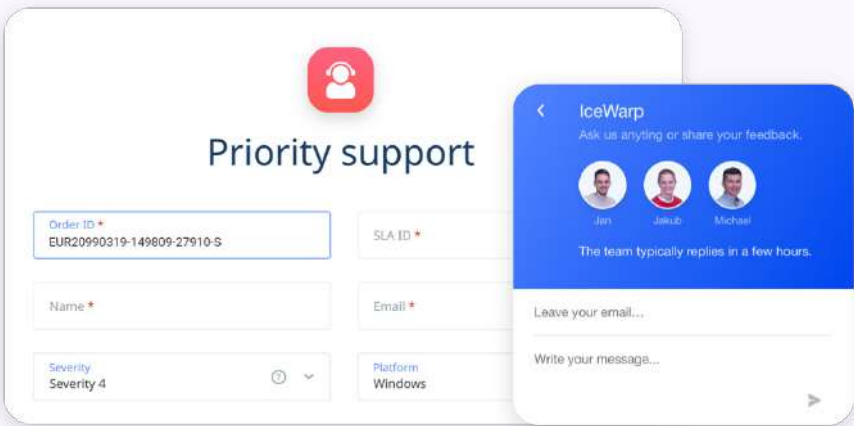 Priority support
Order ID *
EUR20990319-149809-27910-S
SLA ID *
Name *
Email *
Severity
Severity 4
Platform
Windows
IceWarp
Ask us anyting or share your feedback.
Jan
Jakub
Michael
The team typically replies in a few hours.
Leave your email...
Write your message...